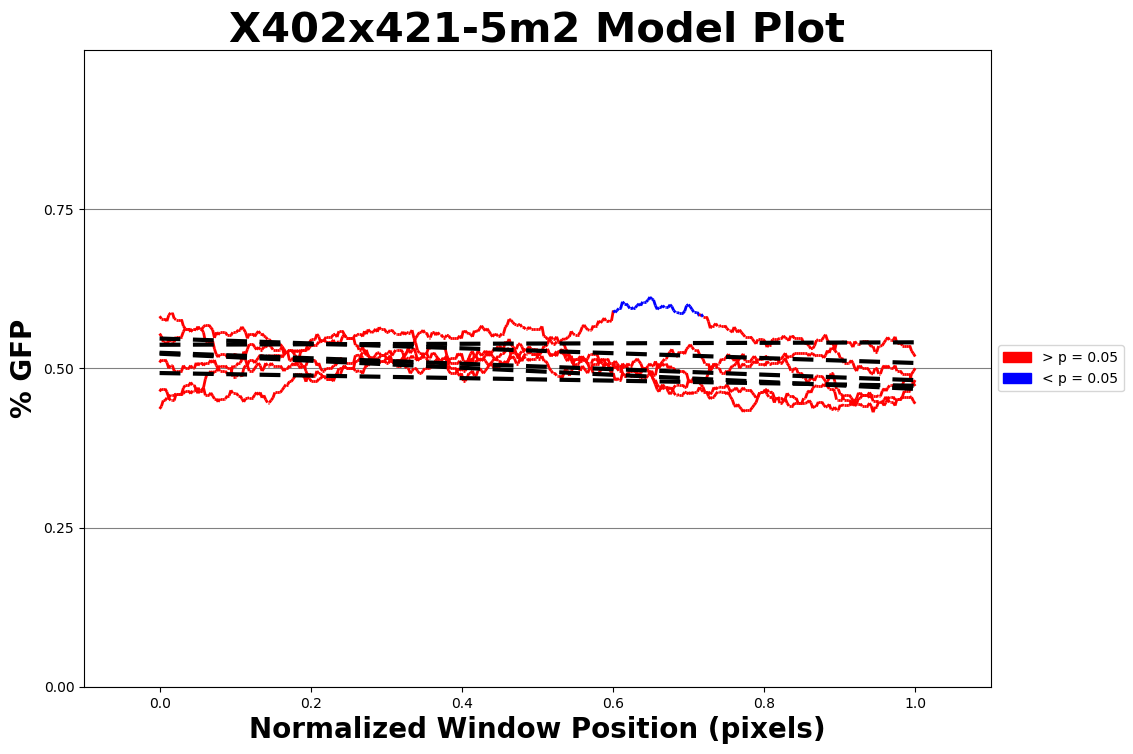 X402x421-5m2 Model Plot
% GFP
0.75
0.50
0.25
0.00
0.0 0.2 0.4 0.6 0.8 1.0
Normalized Window Position (pixels)
> p = 0.05
< p = 0.05